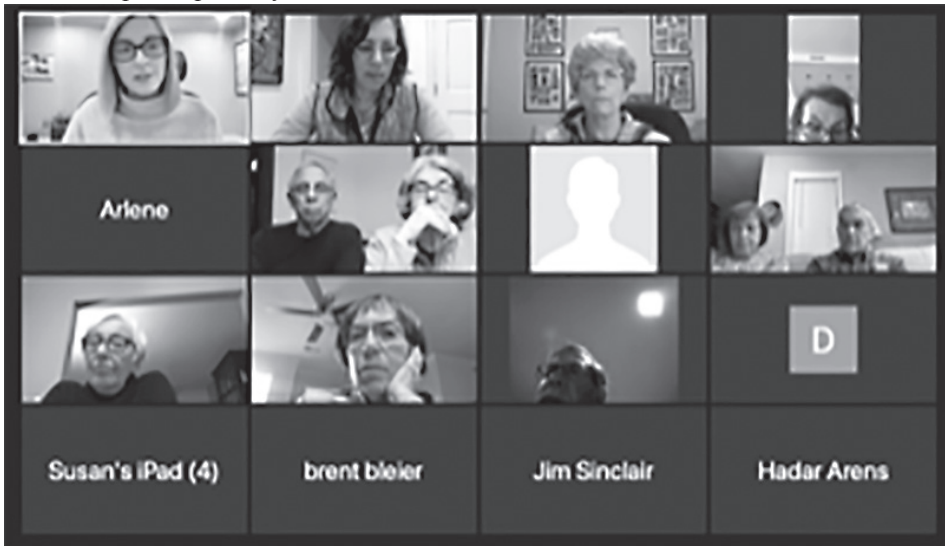 Arlene
D
Susan's iPad (4)
brent bleier
Jim Sinclair
Hadar Arens